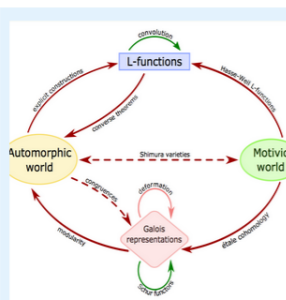 convolution
L-functions
explicit constructions
converse theorems
Hasse-Weil L-functions
Automorphic
world
Shimura varieties
Motivic
world
congruences
deformation
modularity
Galois
representations
étale cohomology
Schur functors